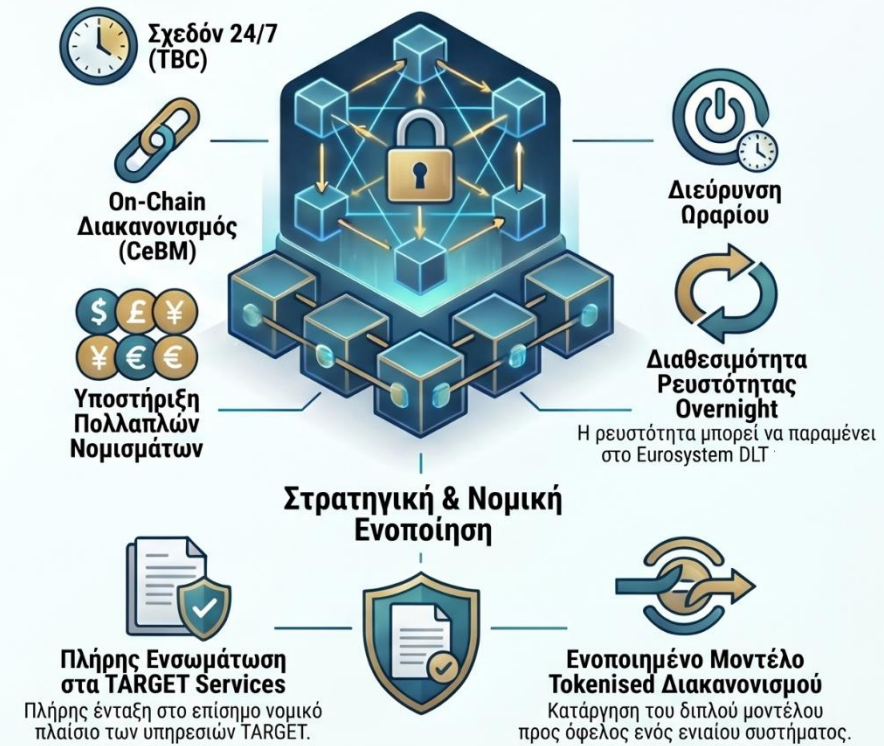 Σχεδόν 24/7
(TBC)
On-Chain
Διακανονισμός
(CeBM)
$ £ ¥
¥ € €
Υποστήριξη
Πολλαπλών
Νομισμάτων
Διεύρυνση
Ωραρίου
Διαθεσιμότητα
Ρευστότητας
Overnight
Η ρευστότητα μπορεί να παραμένει
στο Eurosystem DLT
Στρατηγική & Νομική
Ενοποίηση
Πλήρης Ενσωμάτωση
στα TARGET Services
Πλήρης ένταξη στο επίσημο νομικό
πλαίσιο των υπηρεσιών TARGET.
Ενοποιημένο Μοντέλο
Tokenised Διακανονισμού
Κατάργηση του διπλού μοντέλου
προς όφελος ενός ενιαίου συστήματος.